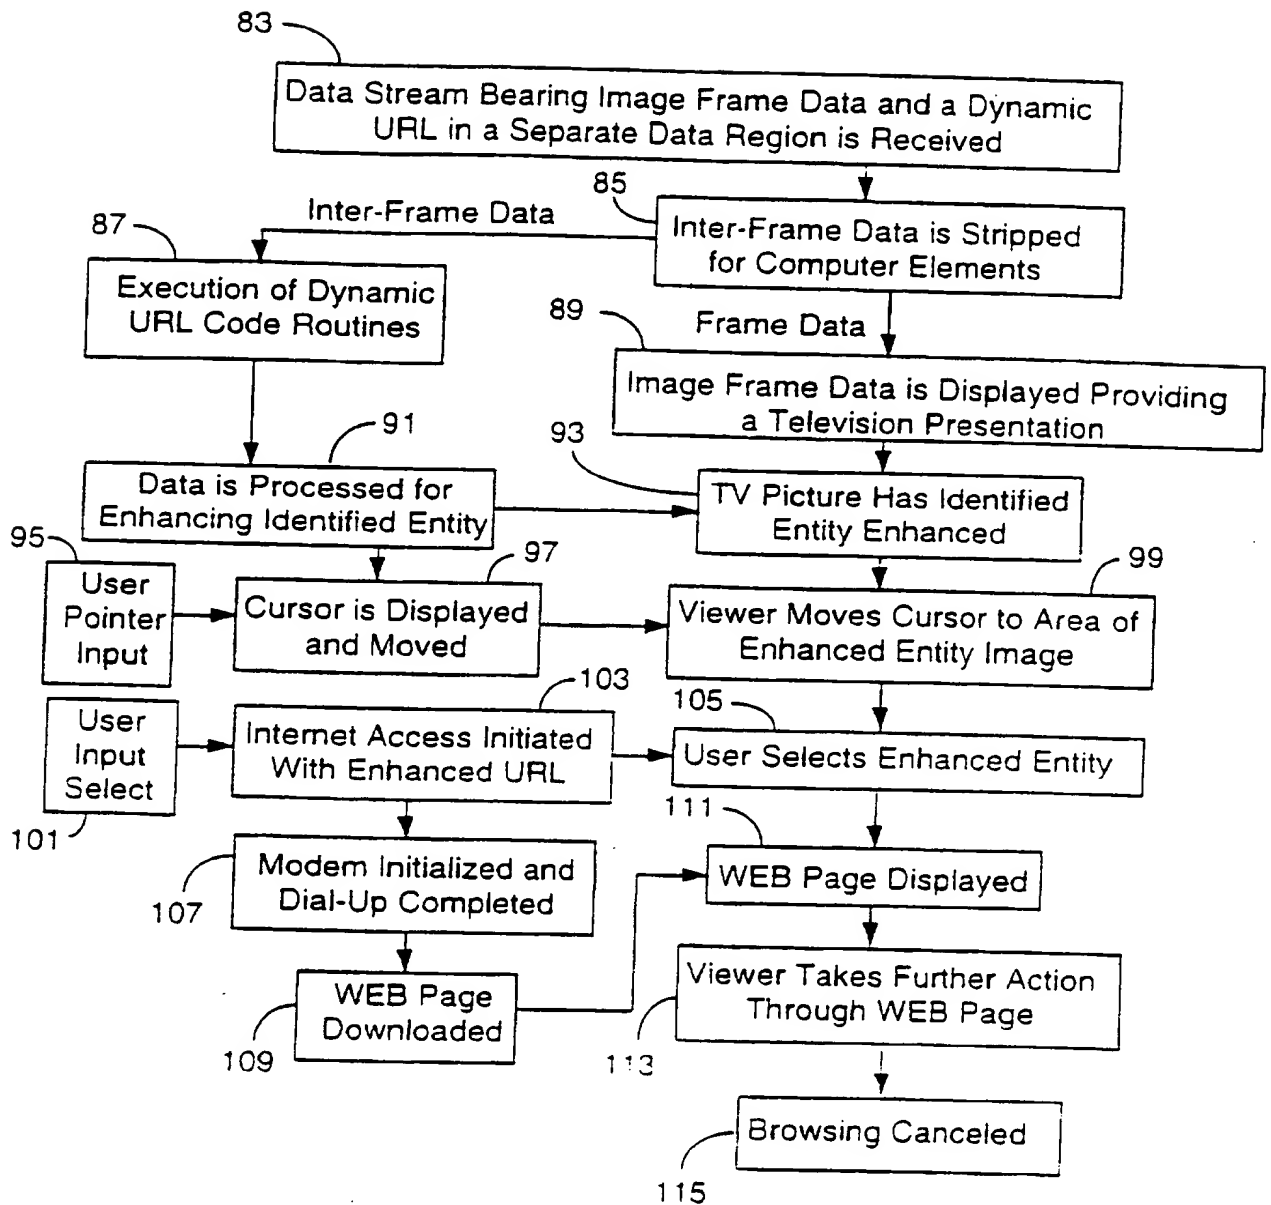 83
Data Stream Bearing Image Frame Data and a Dynamic
URL in a Separate Data Region is Received
85
Inter-Frame Data
Inter-Frame Data is Stripped
for Computer Elements
87
Execution of Dynamic
URL Code Routines
89
Frame Data
Image Frame Data is Displayed Providing
a Television Presentation
91
Data is Processed for
Enhancing Identified Entity
93
TV Picture Has Identified
Entity Enhanced
95
User
Pointer
Input
97
Cursor is Displayed
and Moved
99
Viewer Moves Cursor to Area of
Enhanced Entity Image
101
User
Input
Select
103
Internet Access Initiated
With Enhanced URL
105
User Selects Enhanced Entity
107
Modem Initialized and
Dial-Up Completed
111
WEB Page Displayed
109
WEB Page
Downloaded
113
Viewer Takes Further Action
Through WEB Page
115
Browsing Canceled